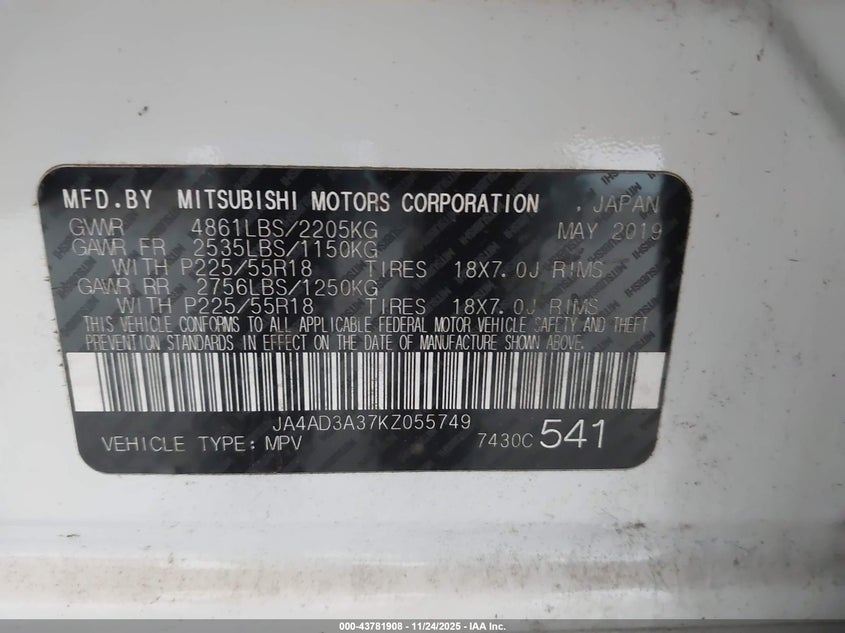 MFD.BY MITSUBISHI MOTORS CORPORATION , JAPAN
GVWR 4861LBS/2205KG MAY 2019
GAWR FR 2535LBS/1150KG
WITH P225/55R18 TIRES 18X7.0J RIMS
GAWR RR 2756LBS/1250KG
WITH P225/55R18 TIRES 18X7.0J RIMS
THIS VEHICLE CONFORMS TO ALL APPLICABLE FEDERAL MOTOR VEHICLE SAFETY AND THEFT
PREVENTION STANDARDS IN EFFECT ON THE DATE OF MANUFACTURE SHOWN ABOVE.
JA4AD3A37KZ055749
VEHICLE TYPE: MPV 7430C 541
000-43781908 - 11/24/2025 - IAA Inc.